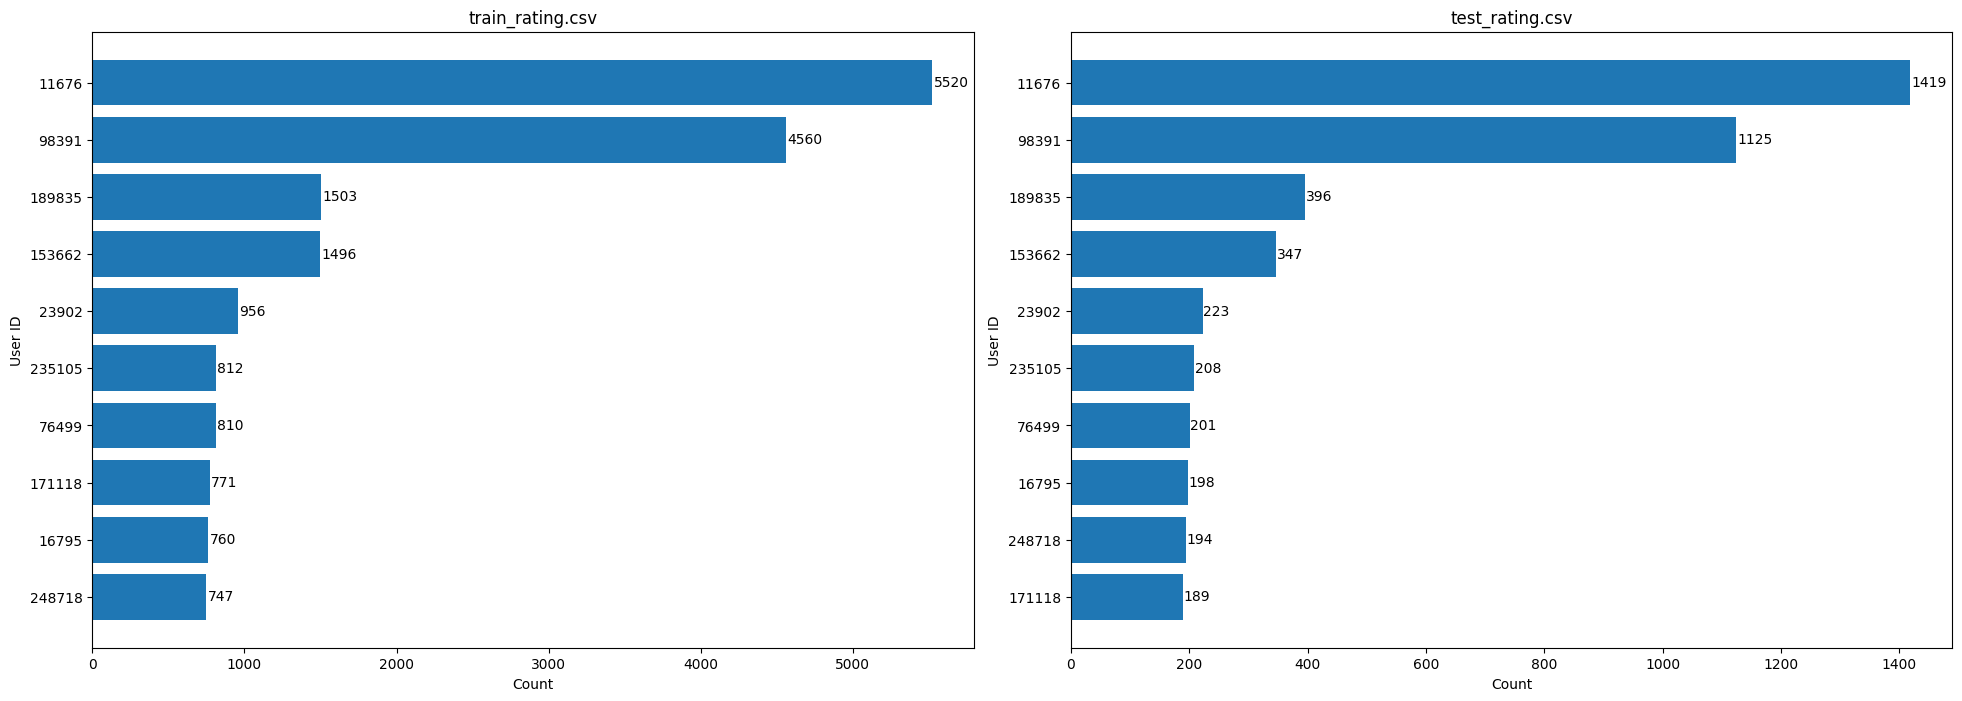 train_rating.csv
11676 5520
98391 4560
189835 1503
153662 1496
23902 956
235105 812
76499 810
171118 771
16795 760
248718 747
User ID
0 1000 2000 3000 4000 5000
Count
test_rating.csv
11676 1419
98391 1125
189835 396
153662 347
23902 223
235105 208
76499 201
16795 198
248718 194
171118 189
User ID
0 200 400 600 800 1000 1200 1400
Count